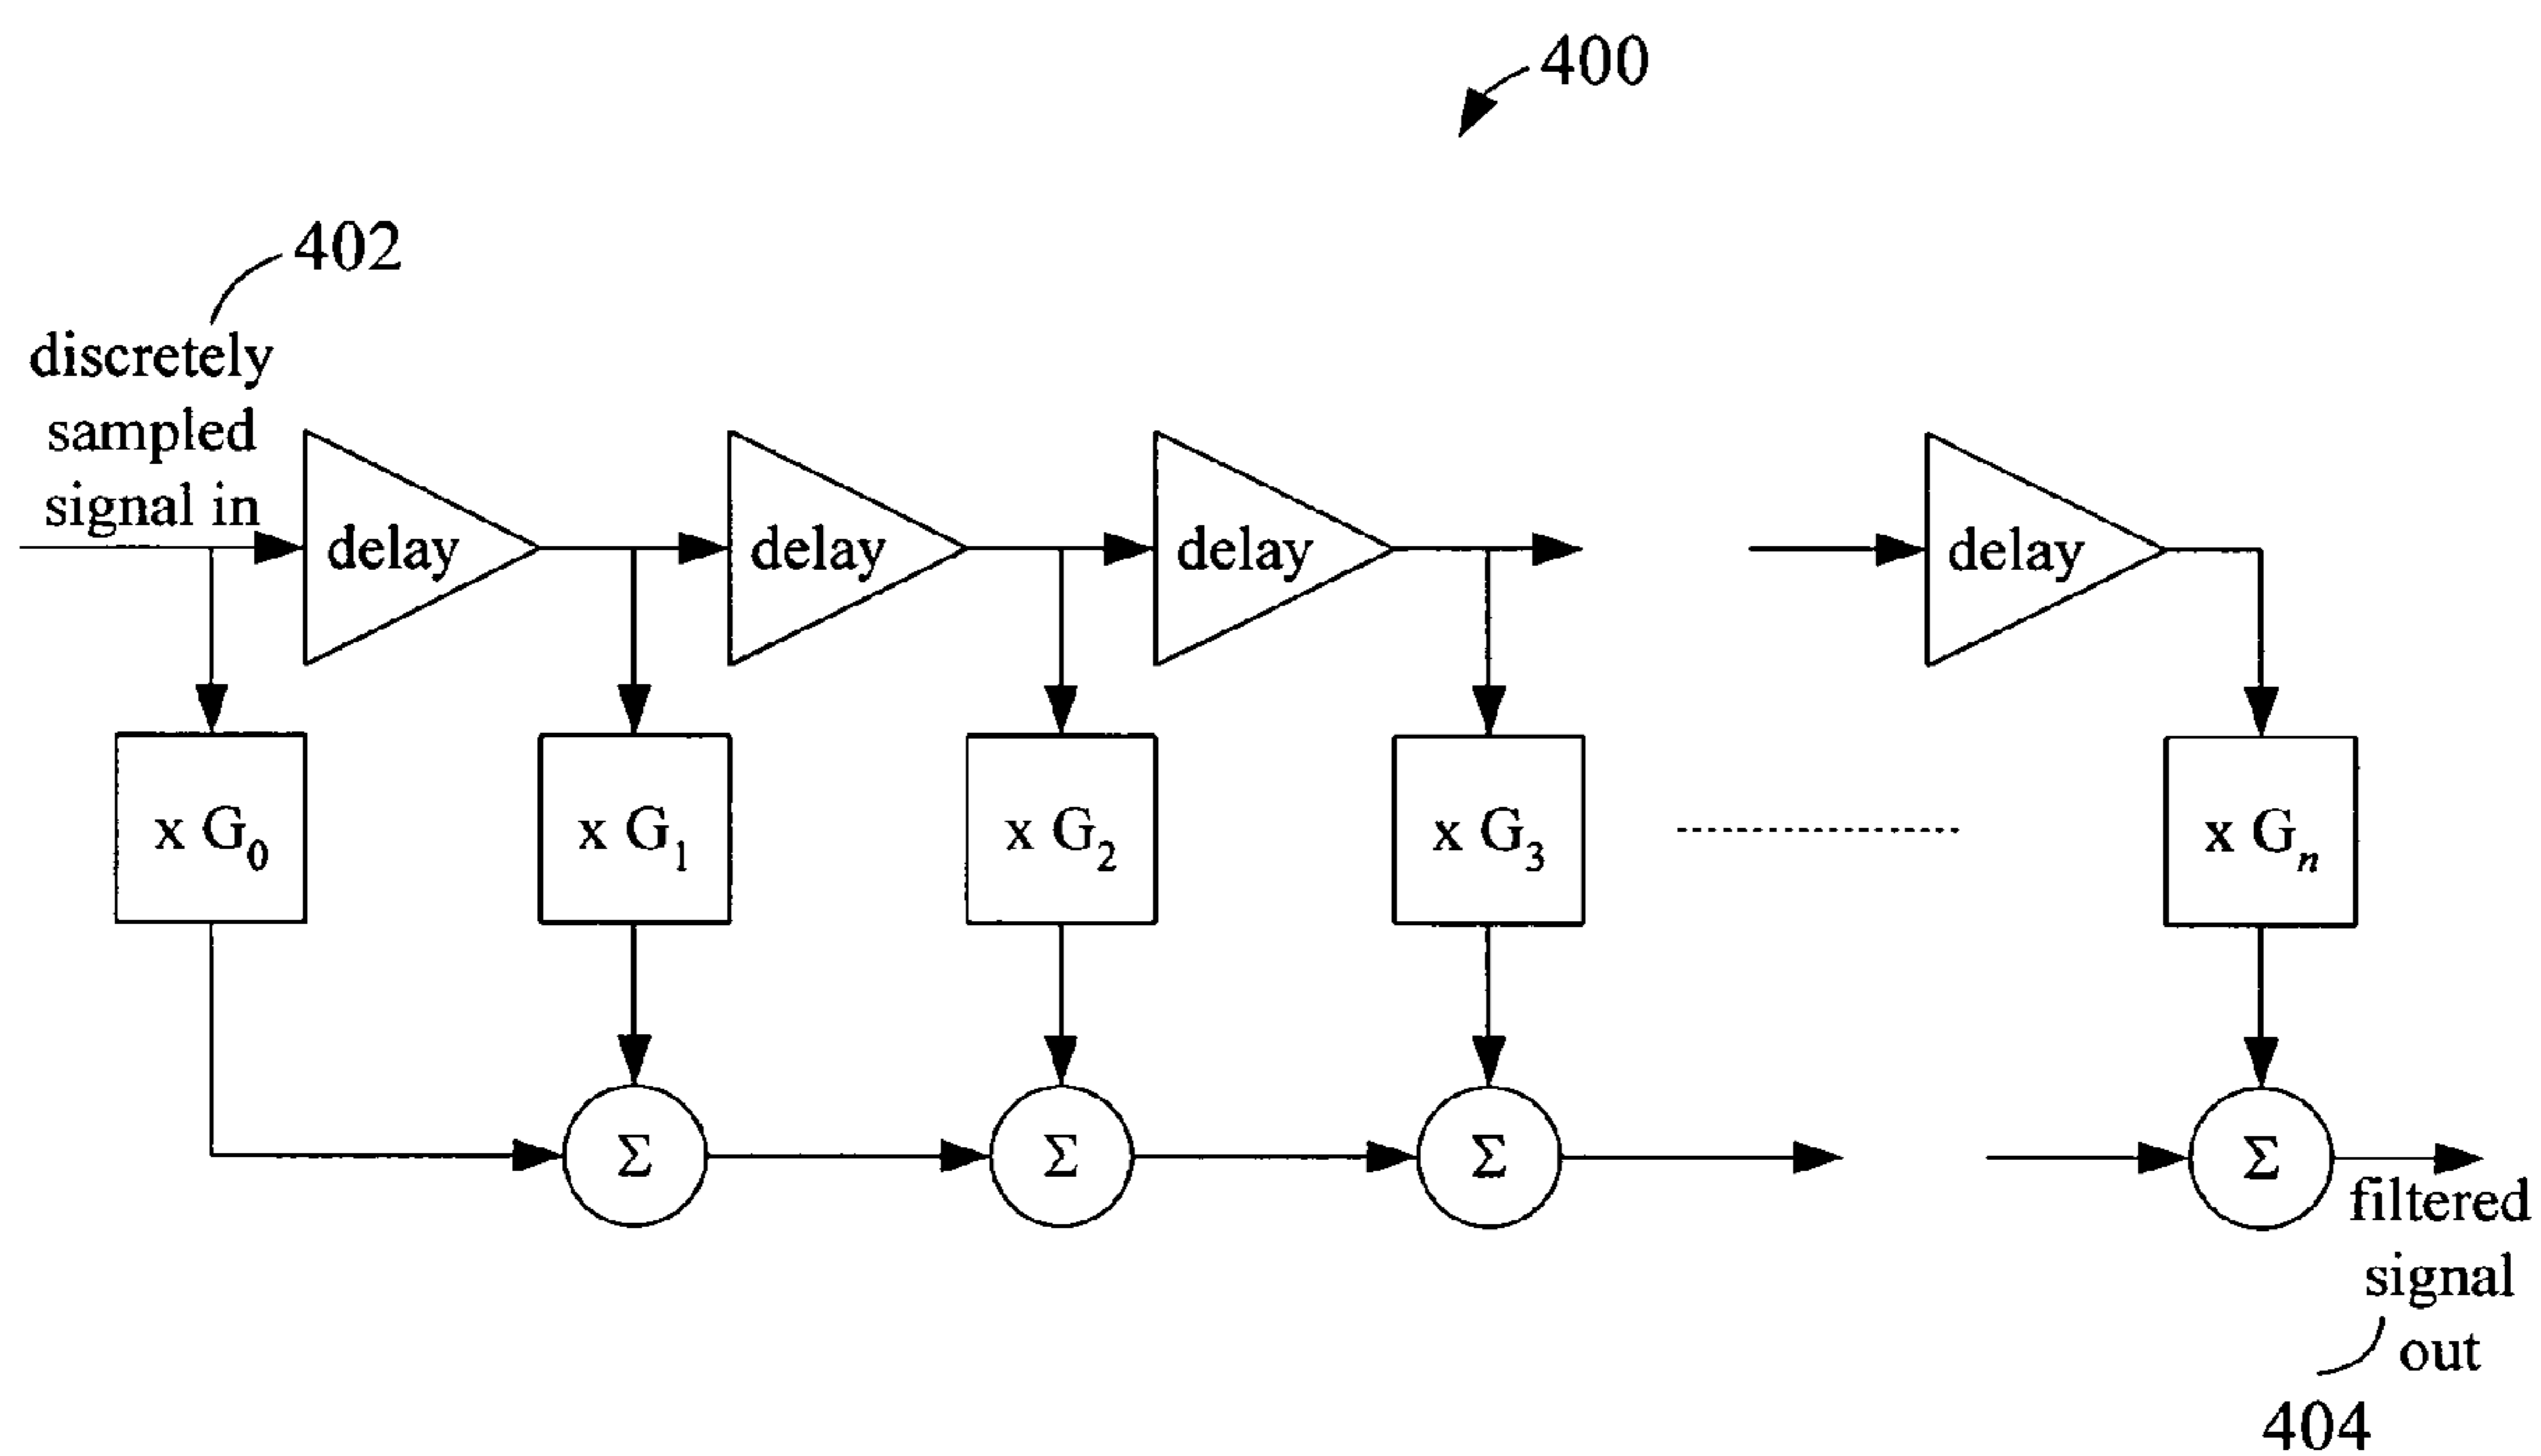 400
402
discretely
sampled
signal in
delay
delay
delay
delay
x G₀
x G₁
x G₂
x G₃
x Gₙ
Σ
Σ
Σ
Σ
filtered
signal
out
404